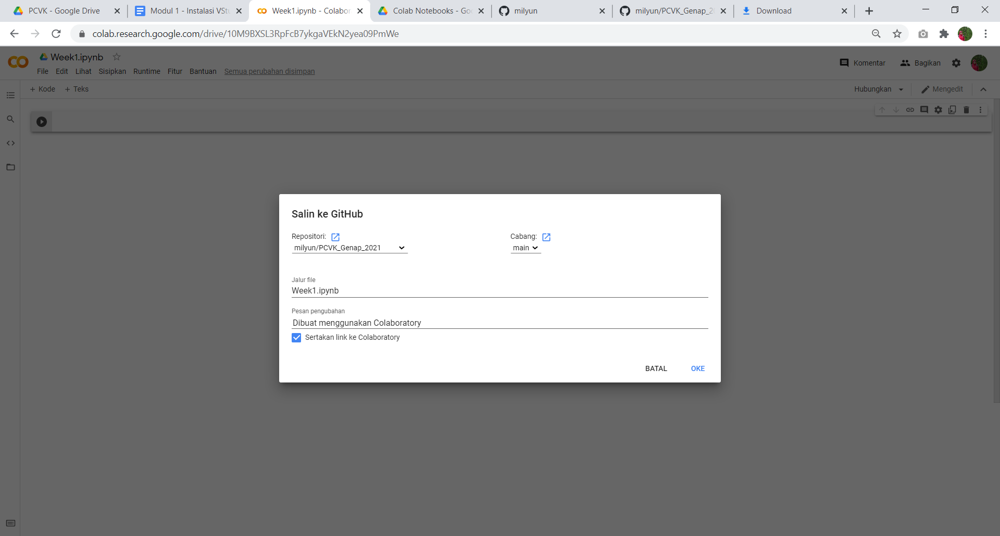 PCVK - Google Drive
Modul 1 - Instalasi VSt
Week1.ipynb - Colabor
Colab Notebooks - Goo
milyun
milyun/PCVK_Genap_2
Download
colab.research.google.com/drive/10M9BXSL3RpFcB7ykgaVEkN2yea09PmWe
Week1.ipynb
File Edit Lihat Sisipkan Runtime Fitur Bantuan Semua perubahan disimpan
Komentar Bagikan
+ Kode + Teks
Hubungkan Mengedit
Salin ke GitHub
Repositori: Cabang:
milyun/PCVK_Genap_2021 main
Jalur file
Week1.ipynb
Pesan pengubahan
Dibuat menggunakan Colaboratory
Sertakan link ke Colaboratory
BATAL OKE